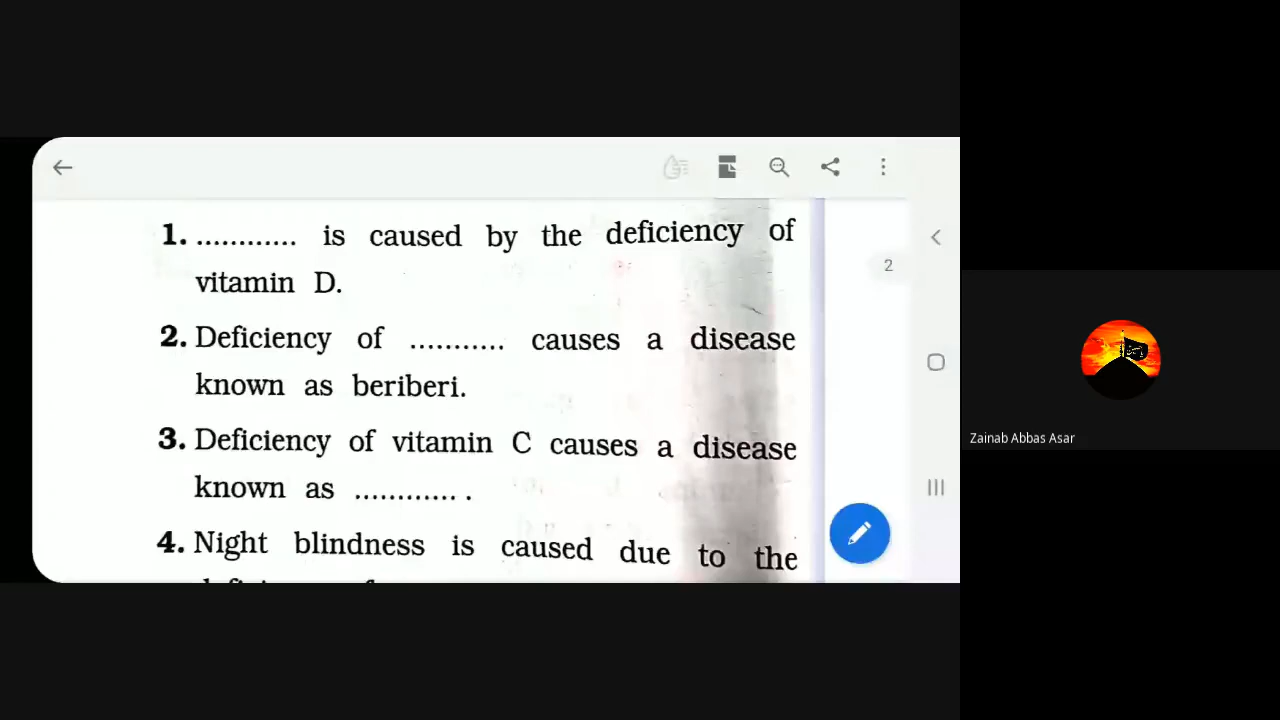 1. ............ is caused by the deficiency of
vitamin D.
2. Deficiency of ........... causes a disease
known as beriberi.
3. Deficiency of vitamin C causes a disease
known as ............ .
4. Night blindness is caused due to the
2
Zainab Abbas Asar